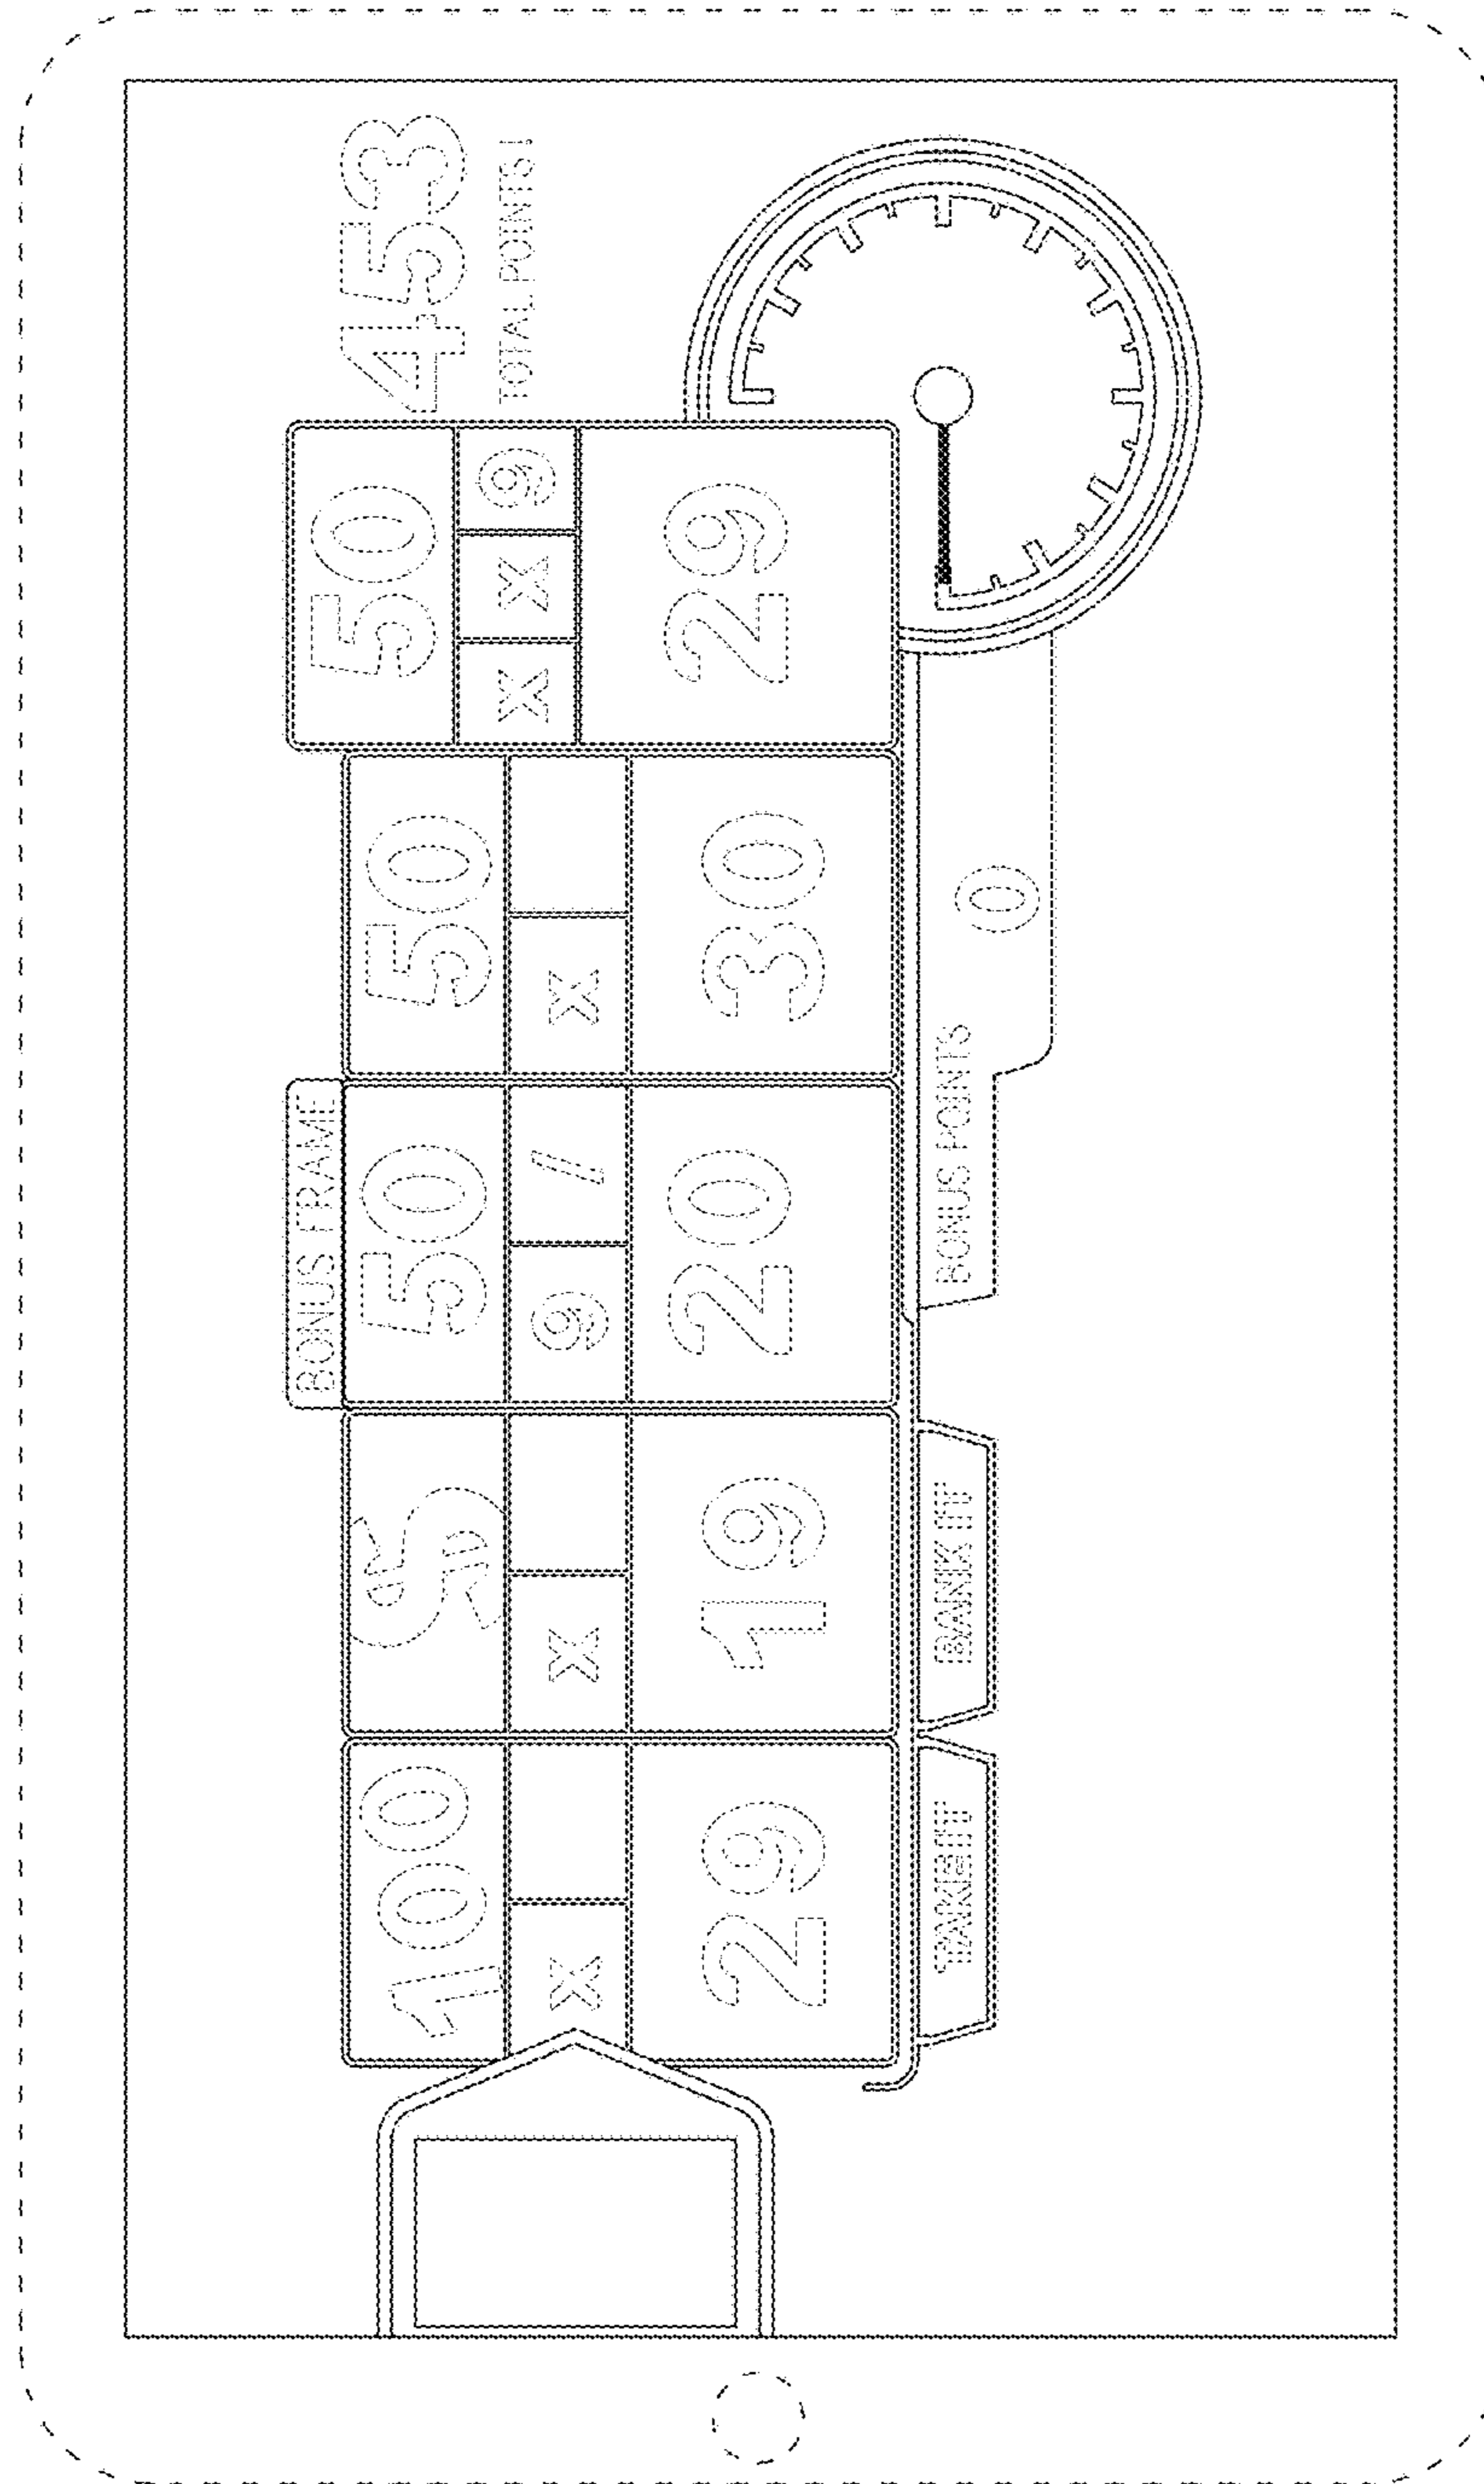 BONUS FRAME
100 50 50 50 453
TOTAL POINTS!
x x 9 / x x x 9
29 19 20 30 29
TAKE IT BANK IT BONUS POINTS 0